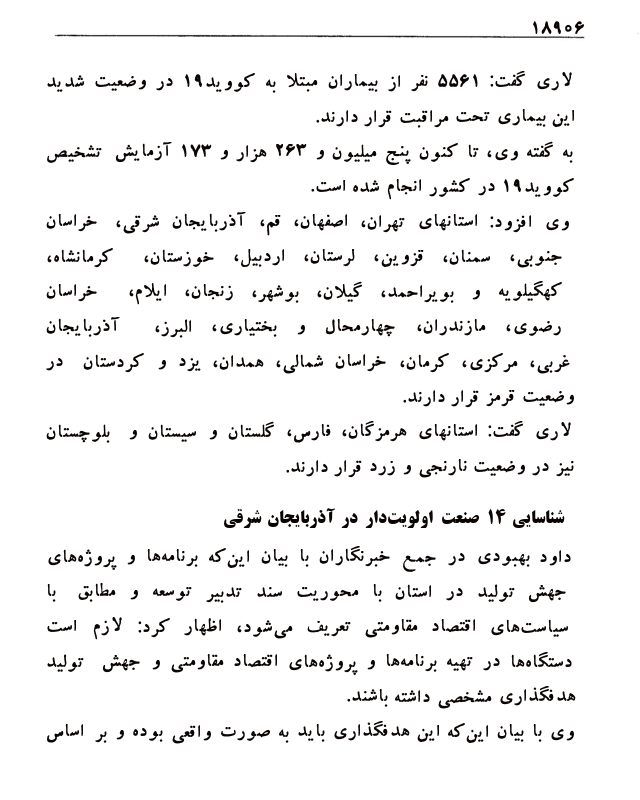 ۱۸۹۰۶
لاری گفت: ۵۵۶۱ نفر از بیماران مبتلا به کووید۱۹ در وضعیت شدید
این بیماری تحت مراقبت قرار دارند.
به گفته وی، تا کنون پنج میلیون و ۲۶۳ هزار و ۱۷۳ آزمایش تشخیص
کووید۱۹ در کشور انجام شده است.
وی افزود: استانهای تهران، اصفهان، قم، آذربایجان شرقی، خراسان
جنوبی، سمنان، قزوین، لرستان، اردبیل، خوزستان، کرمانشاه،
کهگیلویه و بویراحمد، گیلان، بوشهر، زنجان، ایلام، خراسان
رضوی، مازندران، چهارمحال و بختیاری، البرز، آذربایجان
غربی، مرکزی، کرمان، خراسان شمالی، همدان، یزد و کردستان در
وضعیت قرمز قرار دارند.
لاری گفت: استانهای هرمزگان، فارس، گلستان و سیستان و بلوچستان
نیز در وضعیت نارنجی و زرد قرار دارند.
شناسایی ۱۴ صنعت اولویت‌دار در آذربایجان شرقی
داود بهبودی در جمع خبرنگاران با بیان این‌که برنامه‌ها و پروژه‌های
جهش تولید در استان با محوریت سند تدبیر توسعه و مطابق با
سیاست‌های اقتصاد مقاومتی تعریف می‌شود، اظهار کرد: لازم است
دستگاه‌ها در تهیه برنامه‌ها و پروژه‌های اقتصاد مقاومتی و جهش تولید
هدفگذاری مشخصی داشته باشند.
وی با بیان این‌که این هدفگذاری باید به صورت واقعی بوده و بر اساس